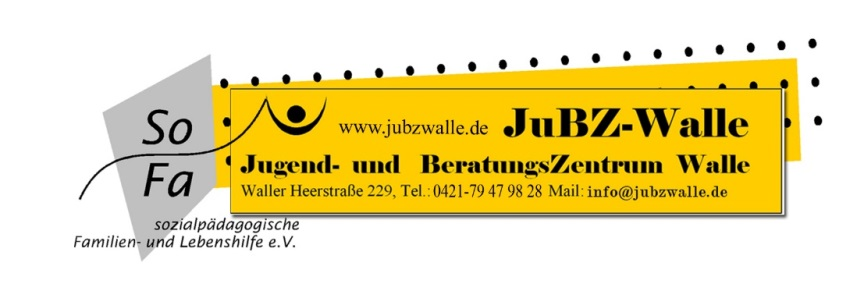 So
Fa
sozialpädagogische
Familien- und Lebenshilfe e.V.
www.jubzwalle.de JuBZ-Walle
Jugend- und BeratungsZentrum Walle
Waller Heerstraße 229, Tel.: 0421-79 47 98 28 Mail: info@jubzwalle.de